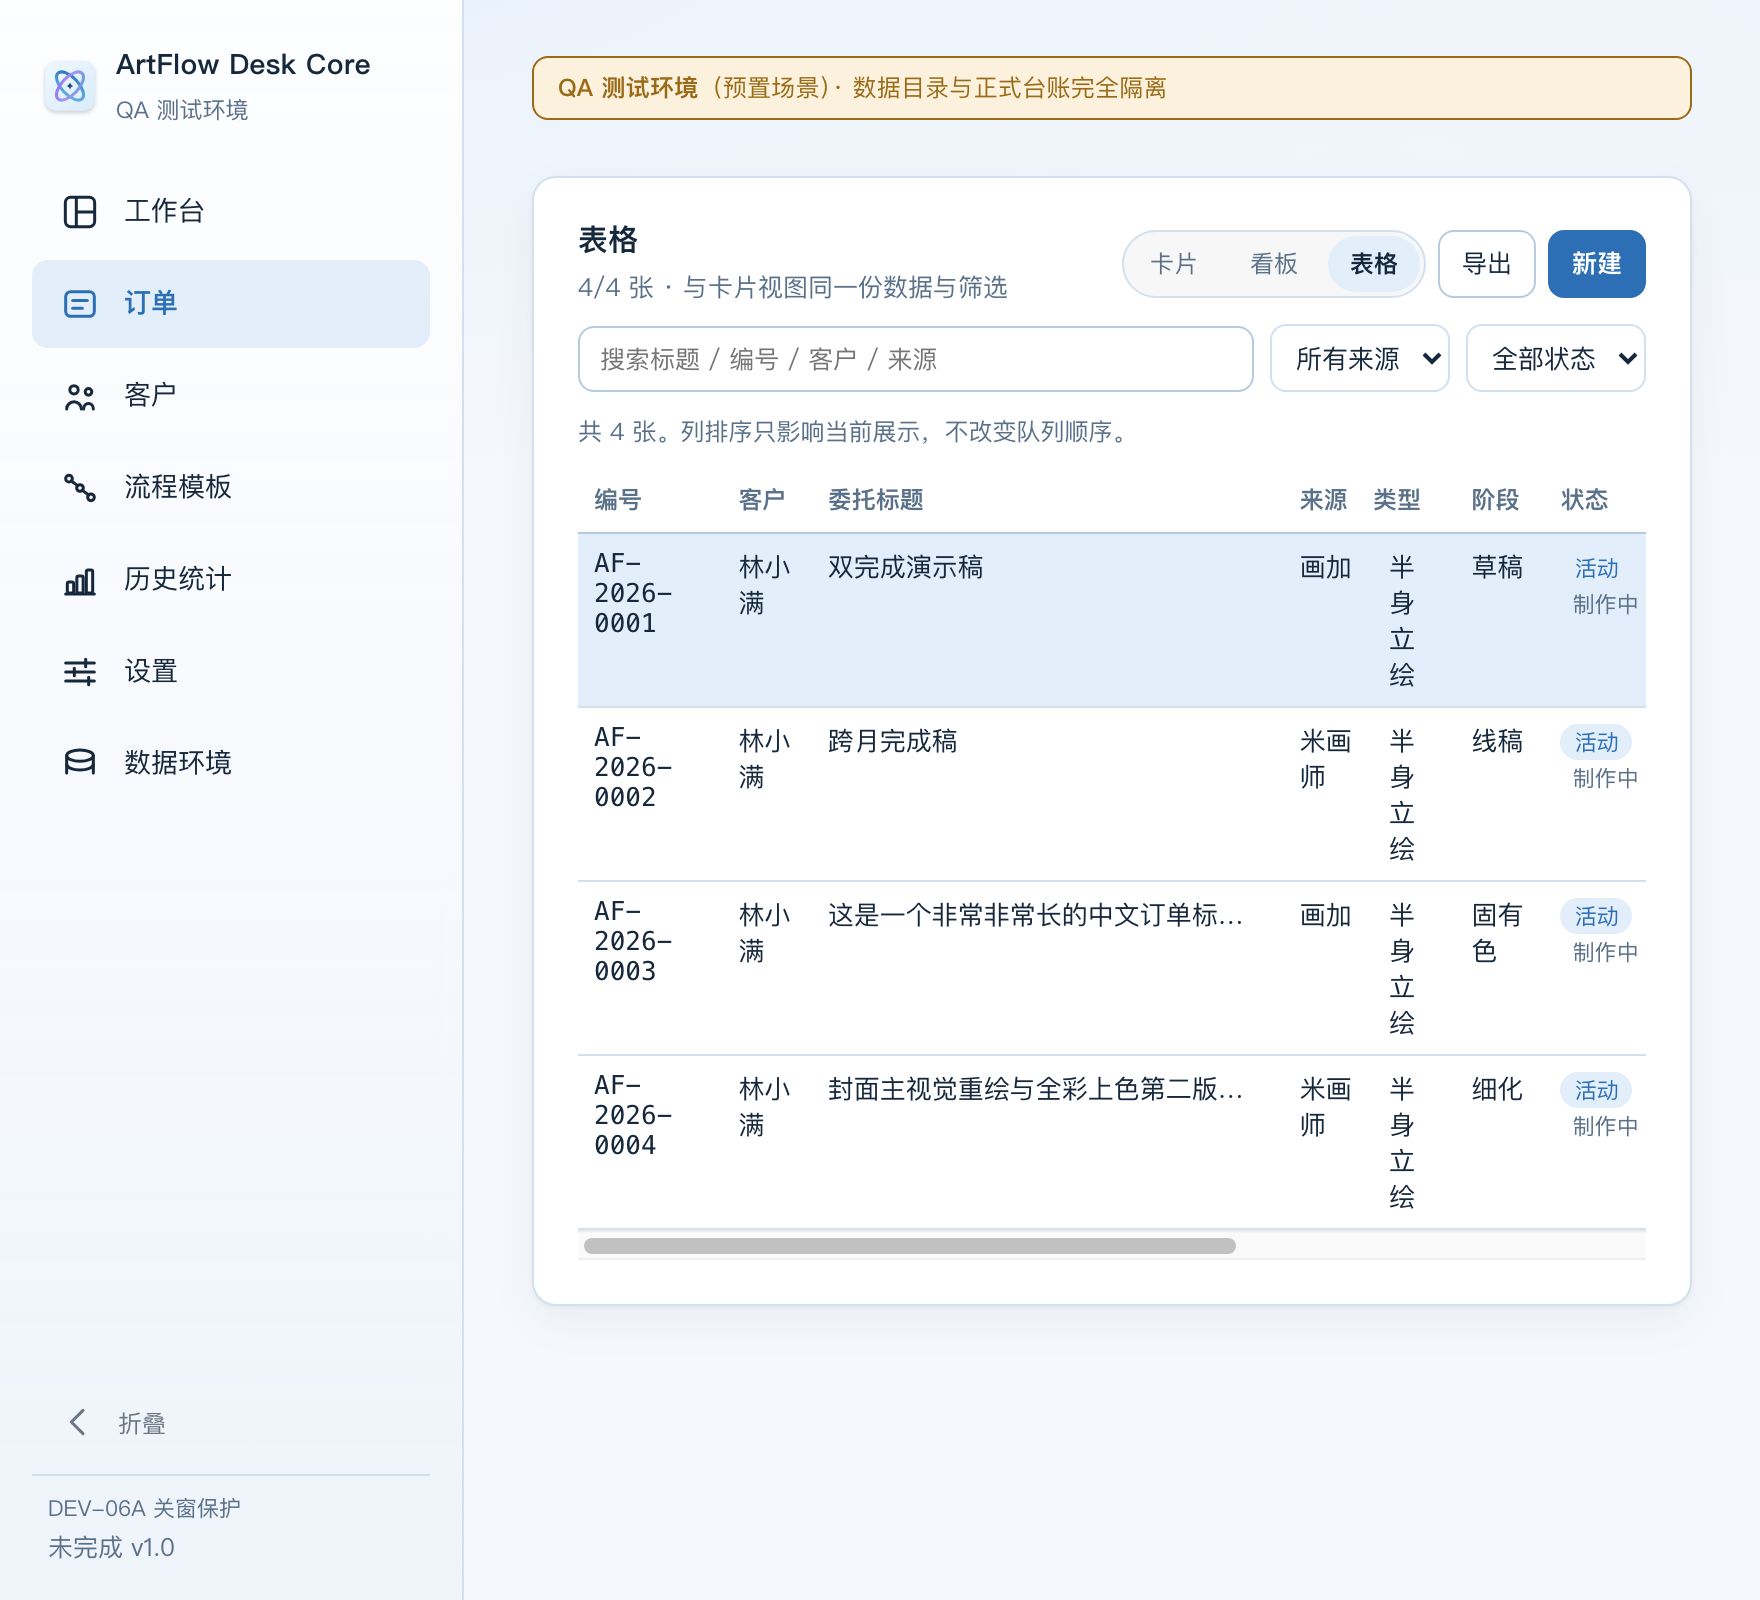 ArtFlow Desk Core
QA 测试环境
工作台
订单
客户
流程模板
历史统计
设置
数据环境
折叠
DEV-06A 关窗保护
未完成 v1.0
QA 测试环境（预置场景）· 数据目录与正式台账完全隔离
表格
4/4 张 · 与卡片视图同一份数据与筛选
卡片 看板 表格 导出 新建
搜索标题 / 编号 / 客户 / 来源 所有来源 全部状态
共 4 张。列排序只影响当前展示，不改变队列顺序。
编号 客户 委托标题 来源 类型 阶段 状态
AF-
2026-
0001
林小
满
双完成演示稿
画加
半
身
立
绘
草稿
活动
制作中
AF-
2026-
0002
林小
满
跨月完成稿
米画
师
半
身
立
绘
线稿
活动
制作中
AF-
2026-
0003
林小
满
这是一个非常非常长的中文订单标...
画加
半
身
立
绘
固有
色
活动
制作中
AF-
2026-
0004
林小
满
封面主视觉重绘与全彩上色第二版...
米画
师
半
身
立
绘
细化
活动
制作中